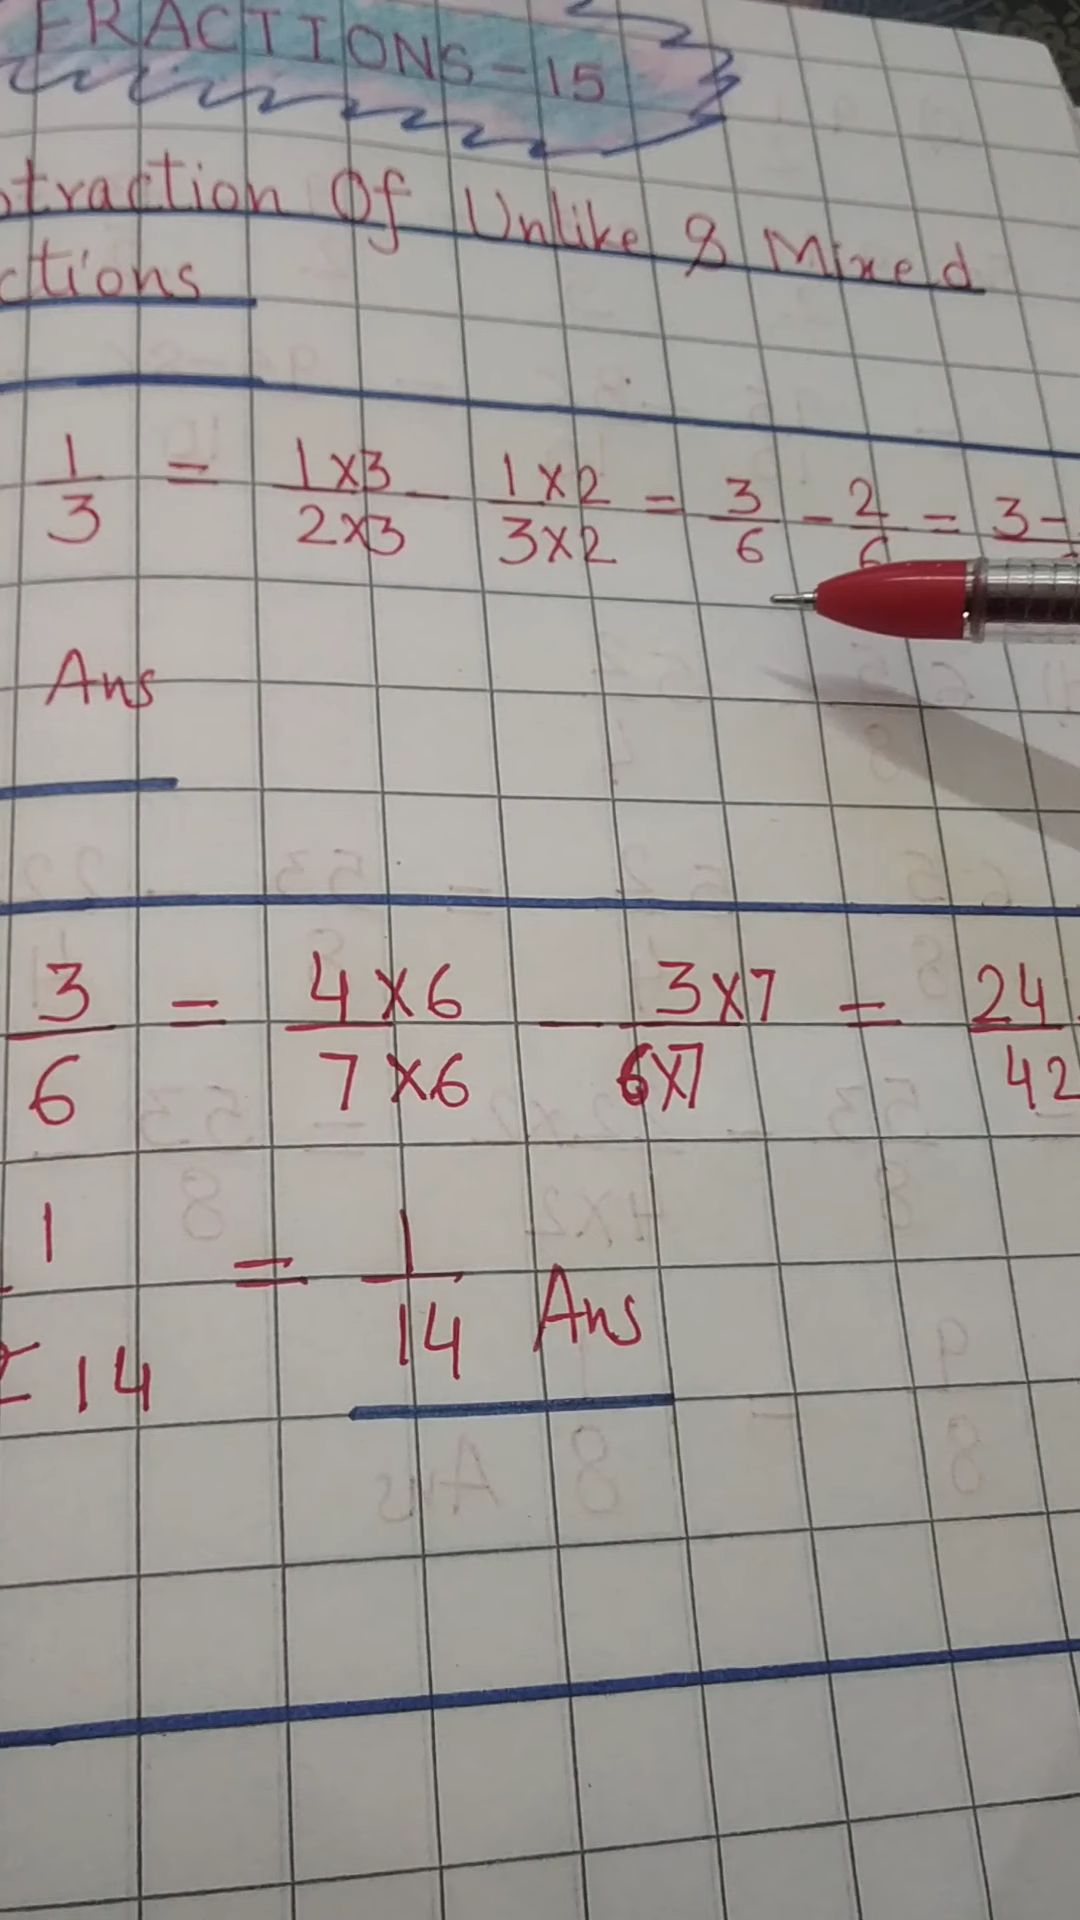 FRACTIONS-15
traction Of Unlike & Mixed
ctions
1/3 = 1×3/2×3 - 1×2/3×2 = 3/6 - 2/6 = 3-
Ans
3/6 = 4×6/7×6 - 3×7/6×7 = 24/42
1
14 = 1/14 Ans